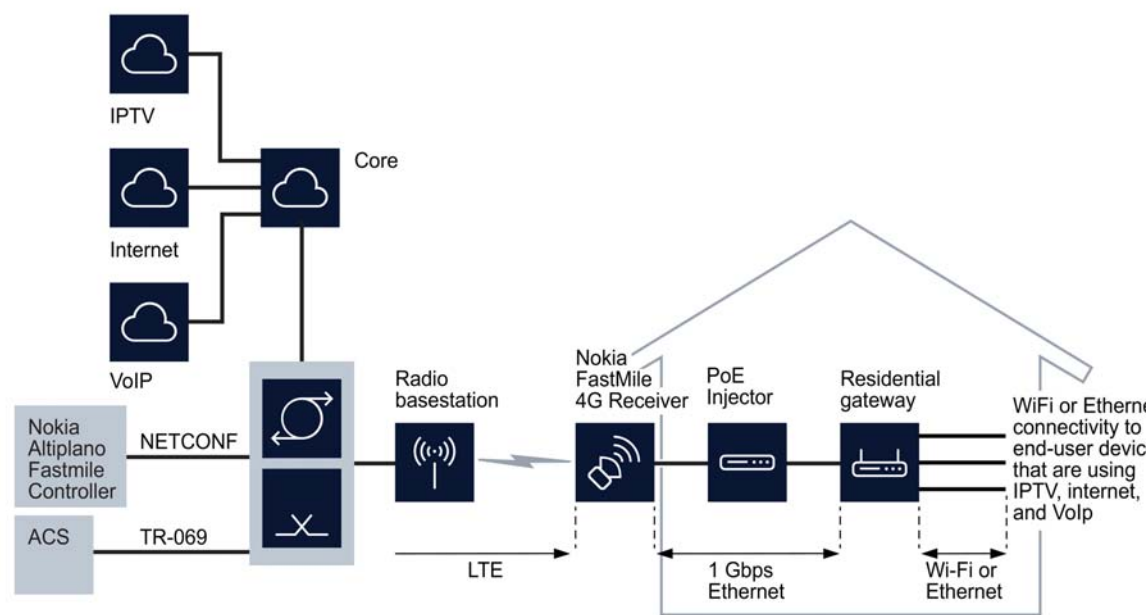 IPTV
Core
Internet
VoIP
Nokia
Altiplano
Fastmile
Controller
NETCONF
ACS
TR-069
Radio
basestation
Nokia
FastMile
4G Receiver
PoE
Injector
Residential
gateway
WiFi or Etherne
connectivity to
end-user device
that are using
IPTV, internet,
and VoIp
LTE
1 Gbps
Ethernet
Wi-Fi or
Ethernet